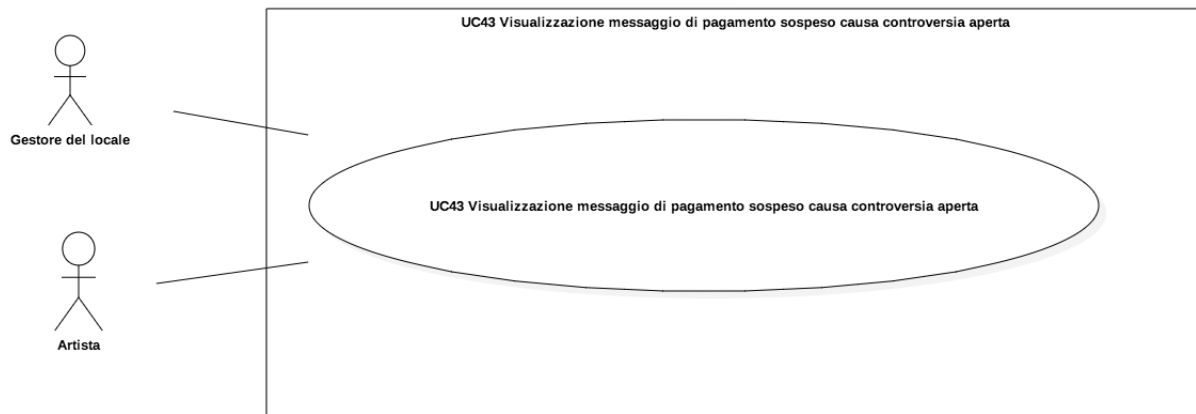 UC43 Visualizzazione messaggio di pagamento sospeso causa controversia aperta
Gestore del locale
UC43 Visualizzazione messaggio di pagamento sospeso causa controversia aperta
Artista